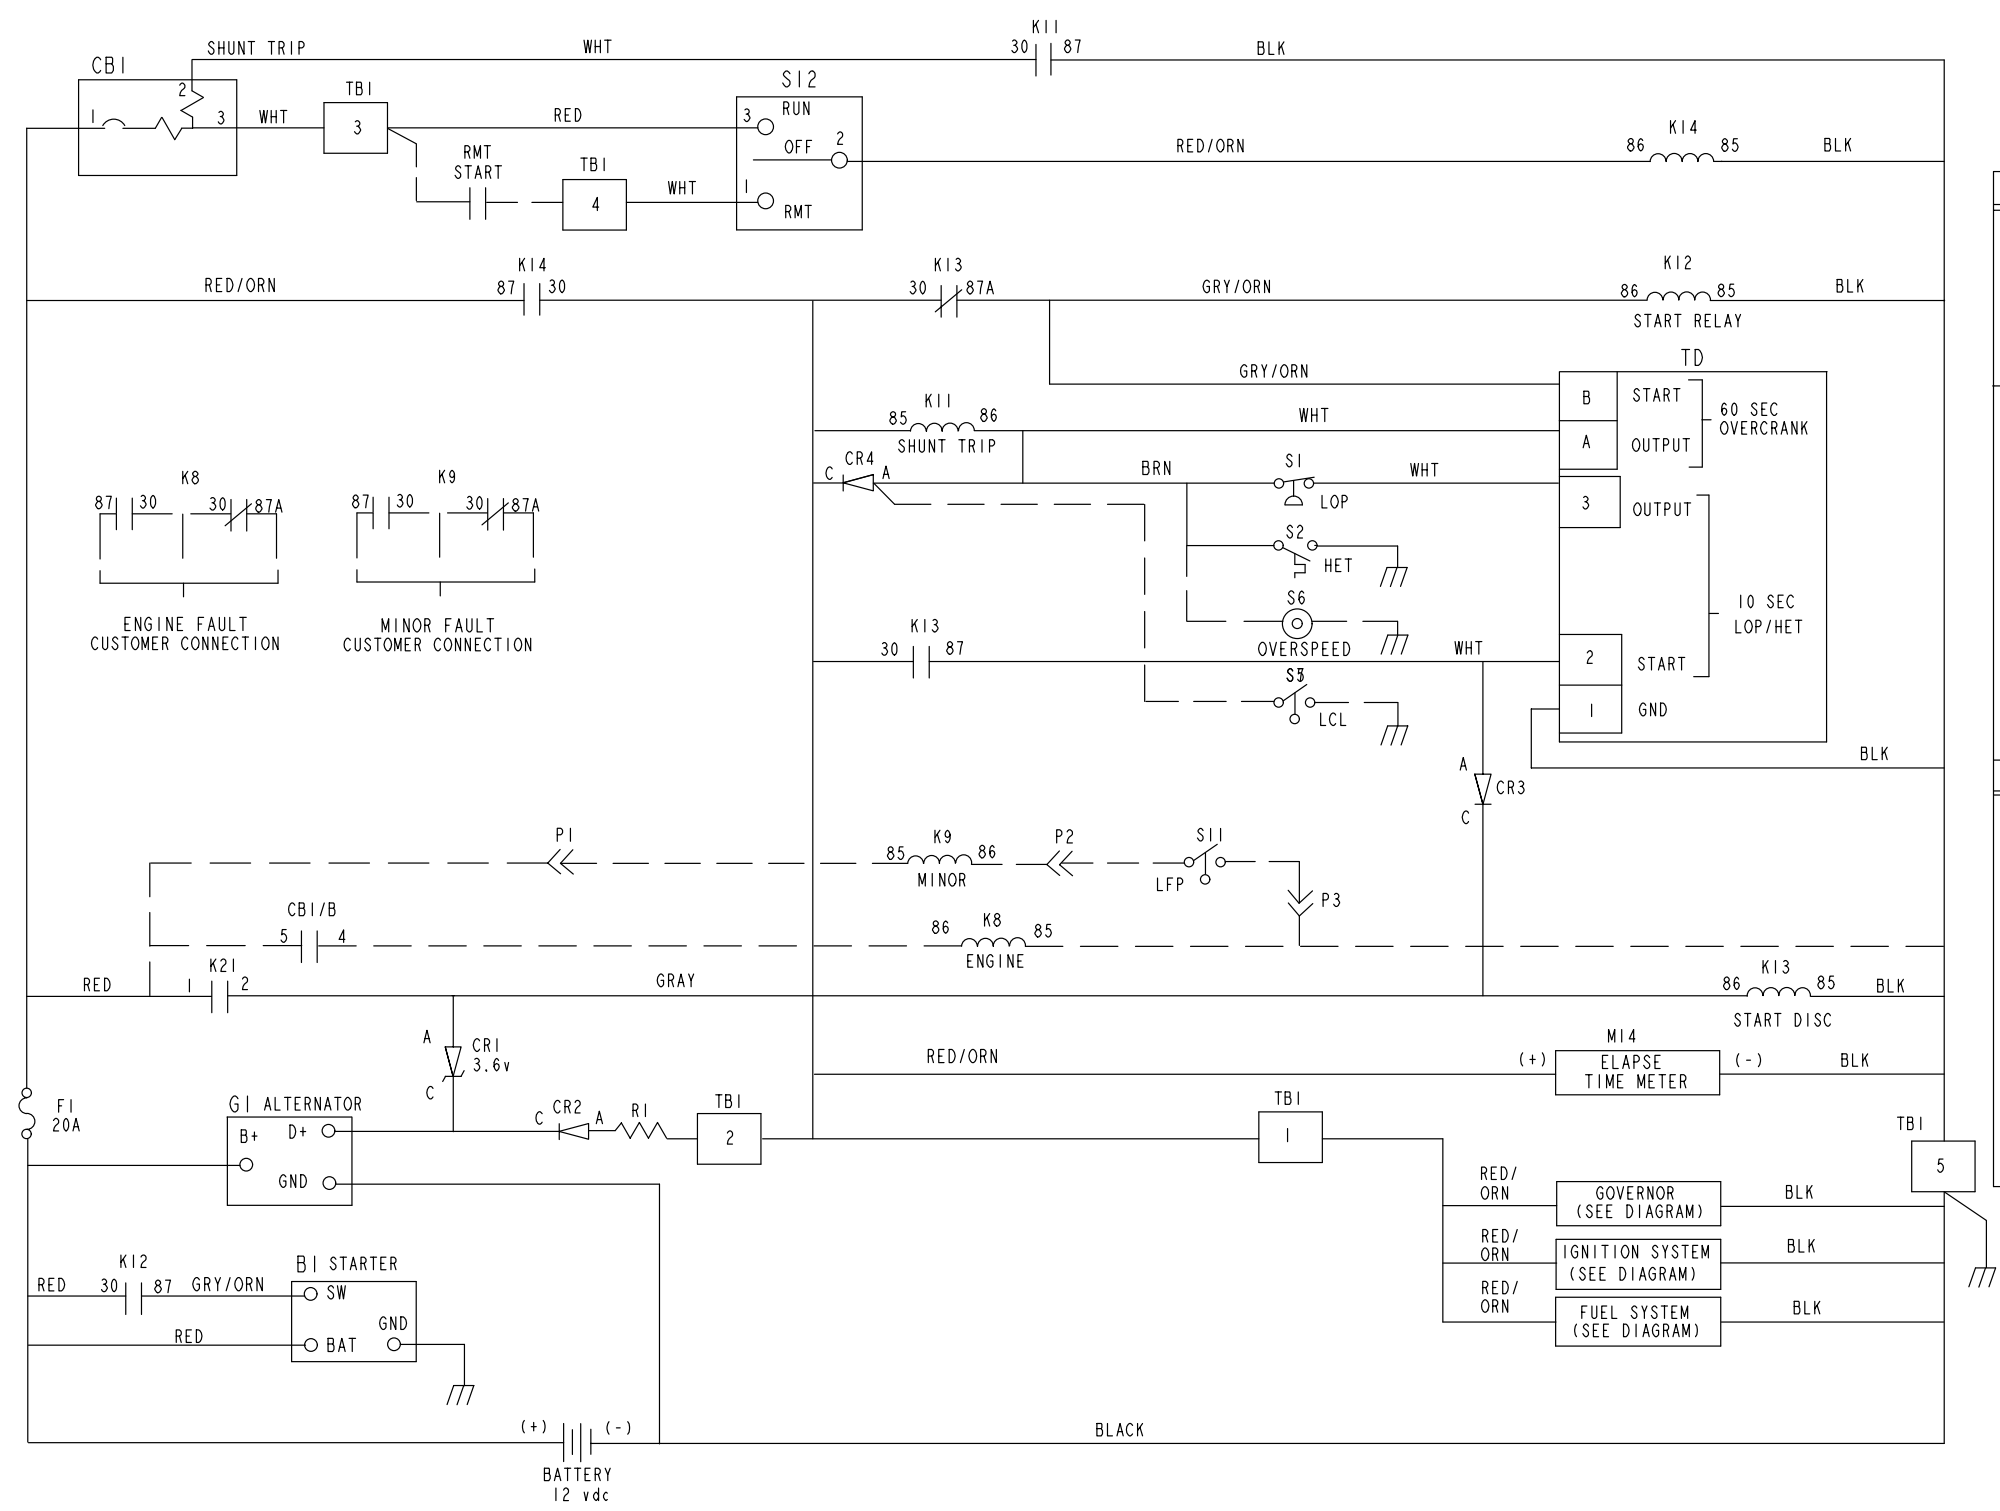 K11
SHUNT TRIP WHT 30 87 BLK
CB1
S12
2 TB1
1 3 WHT 3 RED 3 RUN
K14
OFF 2 RED/ORN 86 85 BLK
RMT
START TB1
4 WHT 1 RMT
K14 K13 K12
RED/ORN 87 30 30 87A GRY/ORN 86 85 BLK
START RELAY
TD
GRY/ORN B START 60 SEC
OVERCRANK
K11
85 86 WHT A OUTPUT
SHUNT TRIP
CR4
C A BRN S1 WHT
LOP 3 OUTPUT
K8 K9
87 30 30 87A 87 30 30 87A
S2
HET
S6
OVERSPEED
10 SEC
LOP/HET
ENGINE FAULT
CUSTOMER CONNECTION
MINOR FAULT
CUSTOMER CONNECTION
K13
30 87 WHT 2 START
LCL 1 GND
BLK
A CR3
C
P1 K9 P2 S11
85 86
MINOR LFP P3
CB1/B K8
5 4 86 85
ENGINE
K21 K13
RED 1 2 GRAY 86 85 BLK
START DISC
A CR1
3.6v
C
M14
RED/ORN (+) ELAPSE
TIME METER (-) BLK
F1
20A
G1 ALTERNATOR
B+ D+
GND
CR2
C A R1 TB1
2
TB1
1
TB1
5
RED/
ORN GOVERNOR
(SEE DIAGRAM) BLK
RED/
ORN IGNITION SYSTEM
(SEE DIAGRAM) BLK
RED/
ORN FUEL SYSTEM
(SEE DIAGRAM) BLK
K12 B1 STARTER
RED 30 87 GRY/ORN SW
RED BAT GND
(+) (-) BLACK
BATTERY
12 vdc